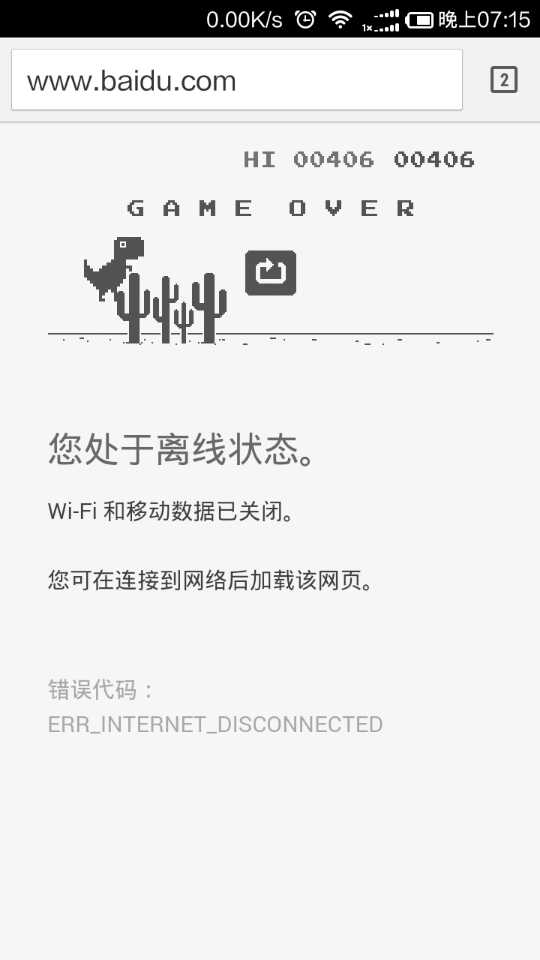 0.00K/s 1× 晚上07:15
www.baidu.com 2
HI 00406 00406
GAME OVER
您处于离线状态。
Wi-Fi 和移动数据已关闭。
您可在连接到网络后加载该网页。
错误代码：
ERR_INTERNET_DISCONNECTED